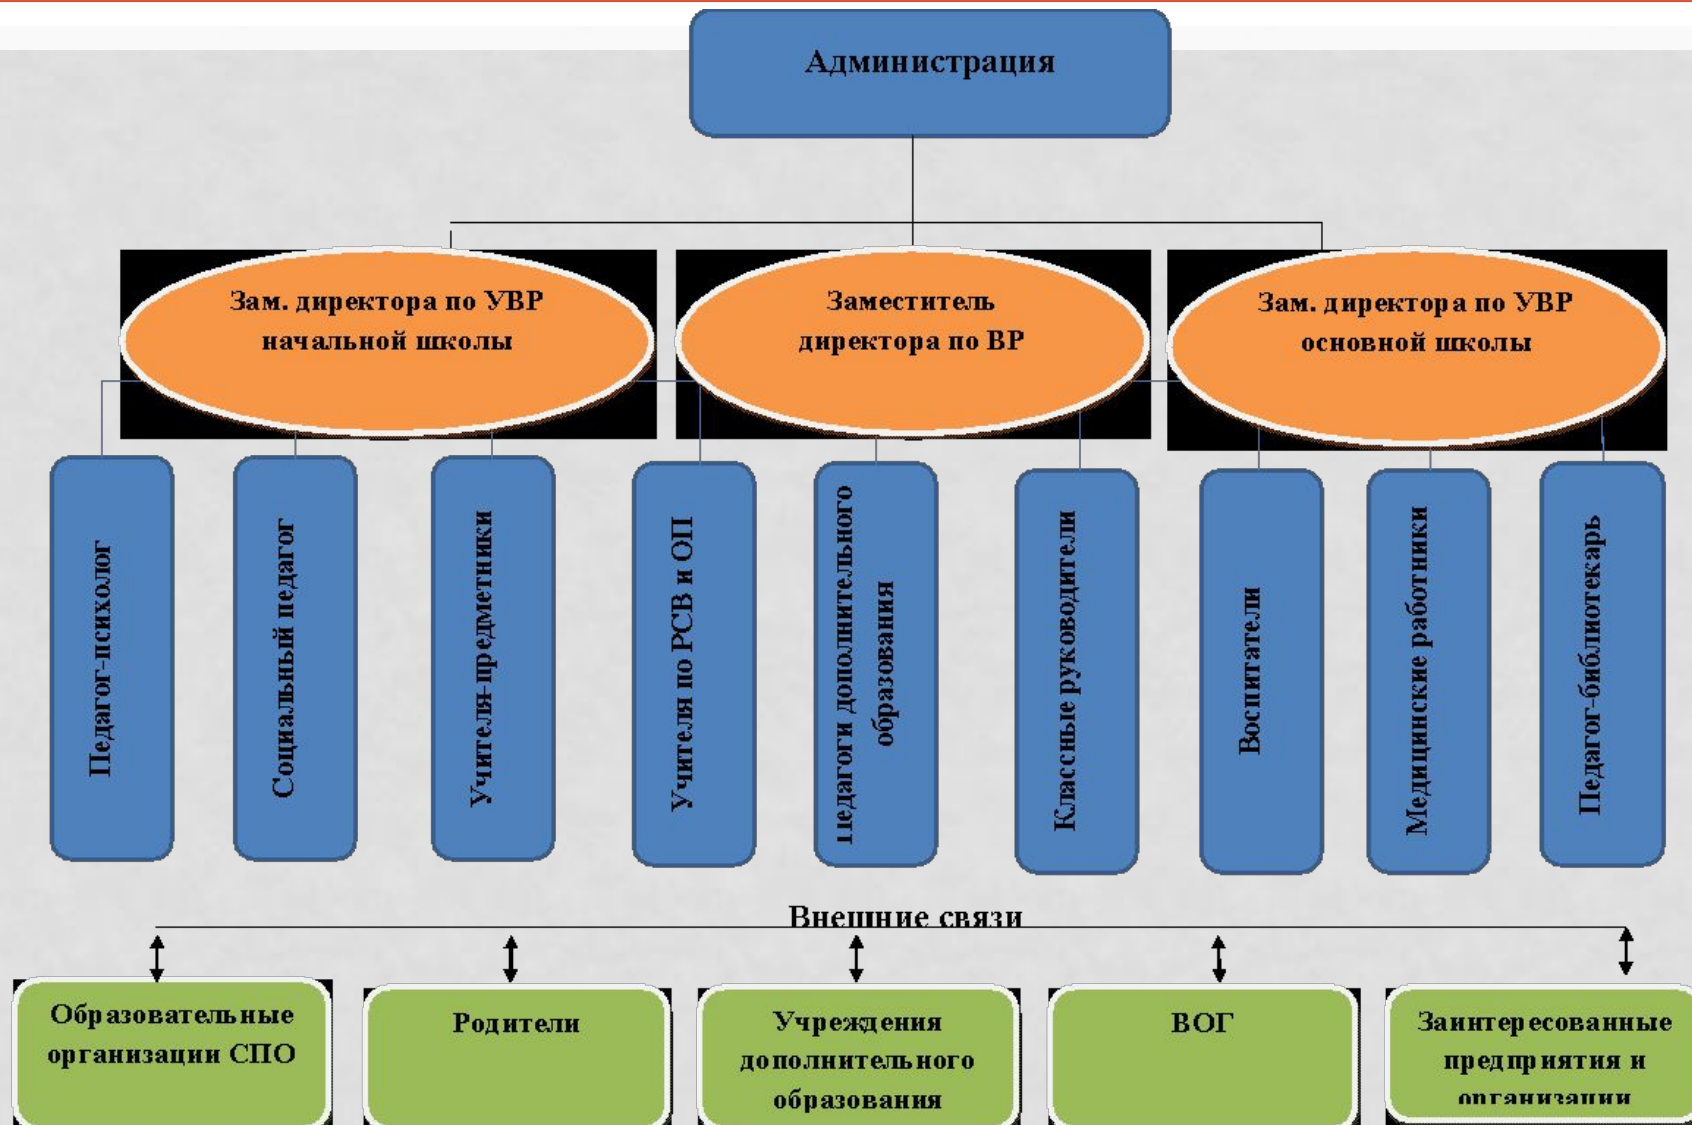 Администрация
Зам. директора по УВР
начальной школы
Заместитель
директора по ВР
Зам. директора по УВР
основной школы
Педагог-психолог
Социальный педагог
Учителя-предметники
Учителя по РСВ и ОП
Педагоги дополнительного
образования
Классные руководители
Воспитатели
Медицинские работники
Педагог-библиотекарь
Внешние связи
Образовательные
организации СПО
Родители
Учреждения
дополнительного
образования
ВОГ
Заинтересованные
предприятия и
организации